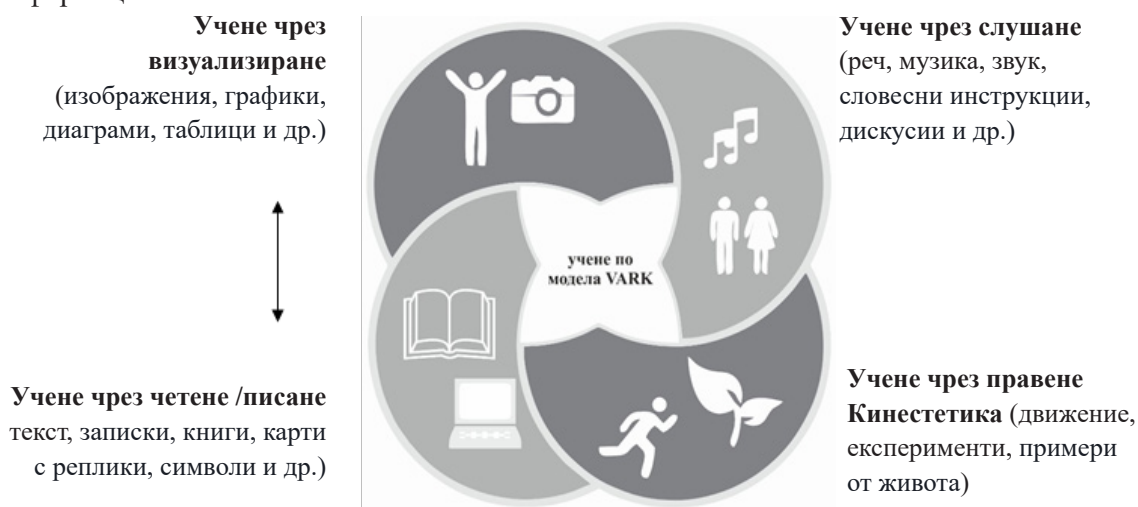 Учене чрез
визуализиране
(изображения, графики,
диаграми, таблици и др.)
Учене чрез слушане
(реч, музика, звук,
словесни инструкции,
дискусии и др.)
учене по
модела VARK
Учене чрез четене /писане
текст, записки, книги, карти
с реплики, символи и др.)
Учене чрез правене
Кинестетика (движение,
експерименти, примери
от живота)